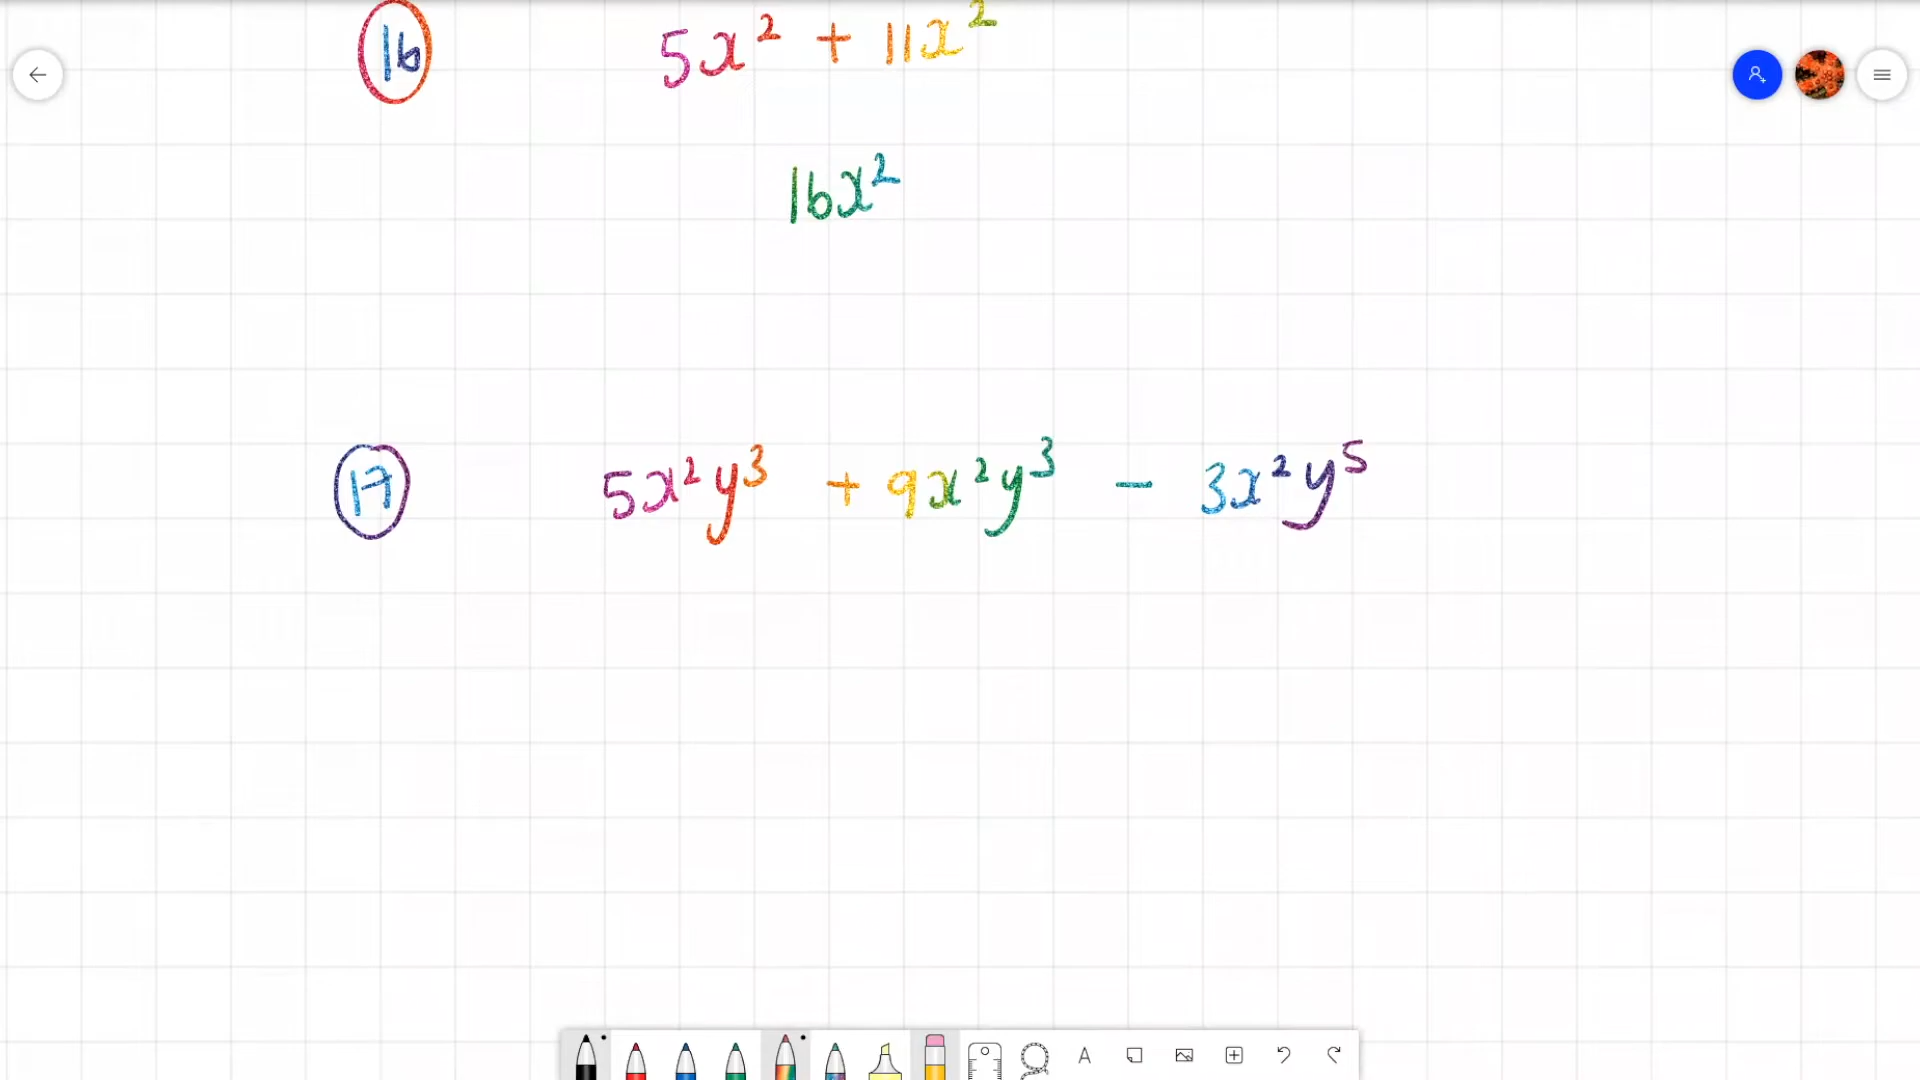 16 5x² + 11x²
16x²
17 5x²y³ + 9x²y³ - 3x²y⁵
A